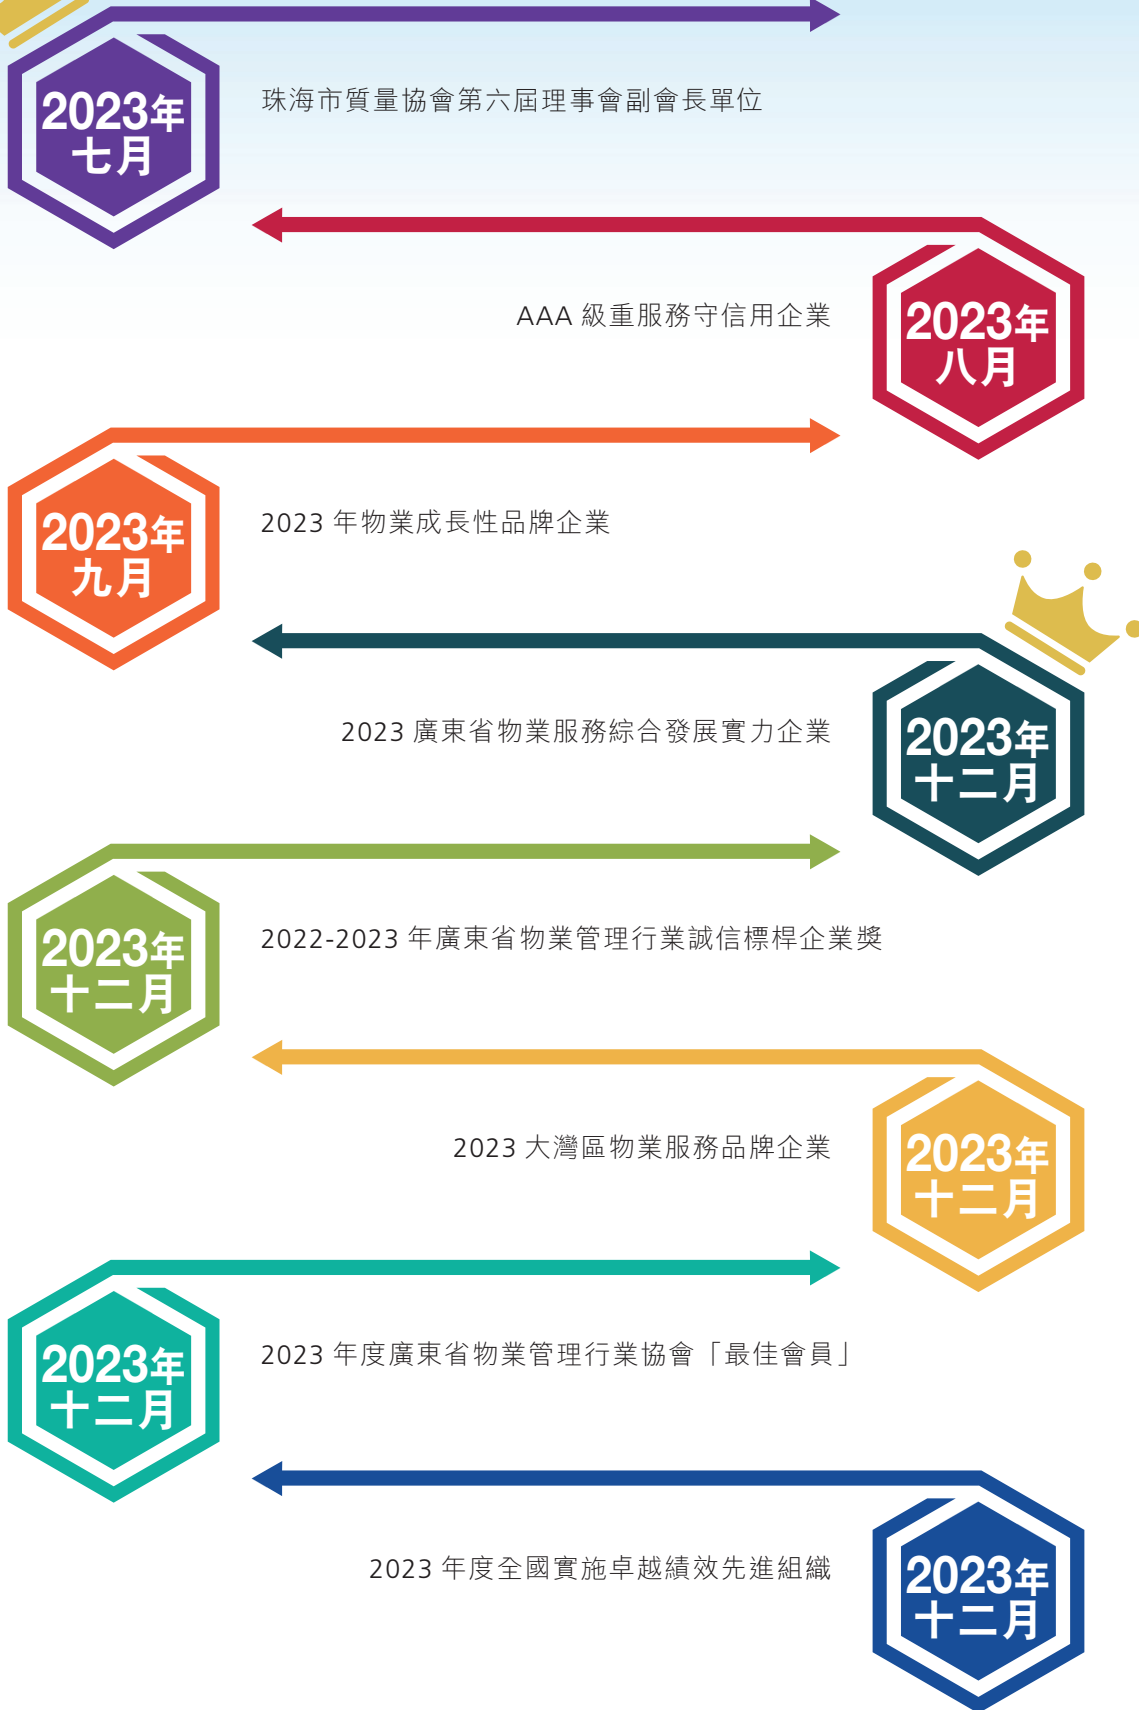 2023年
七月
珠海市質量協會第六屆理事會副會長單位
AAA 級重服務守信用企業
2023年
八月
2023年
九月
2023 年物業成長性品牌企業
2023 廣東省物業服務綜合發展實力企業
2023年
十二月
2023年
十二月
2022-2023 年廣東省物業管理行業誠信標桿企業獎
2023 大灣區物業服務品牌企業
2023年
十二月
2023年
十二月
2023 年度廣東省物業管理行業協會「最佳會員」
2023 年度全國實施卓越績效先進組織
2023年
十二月